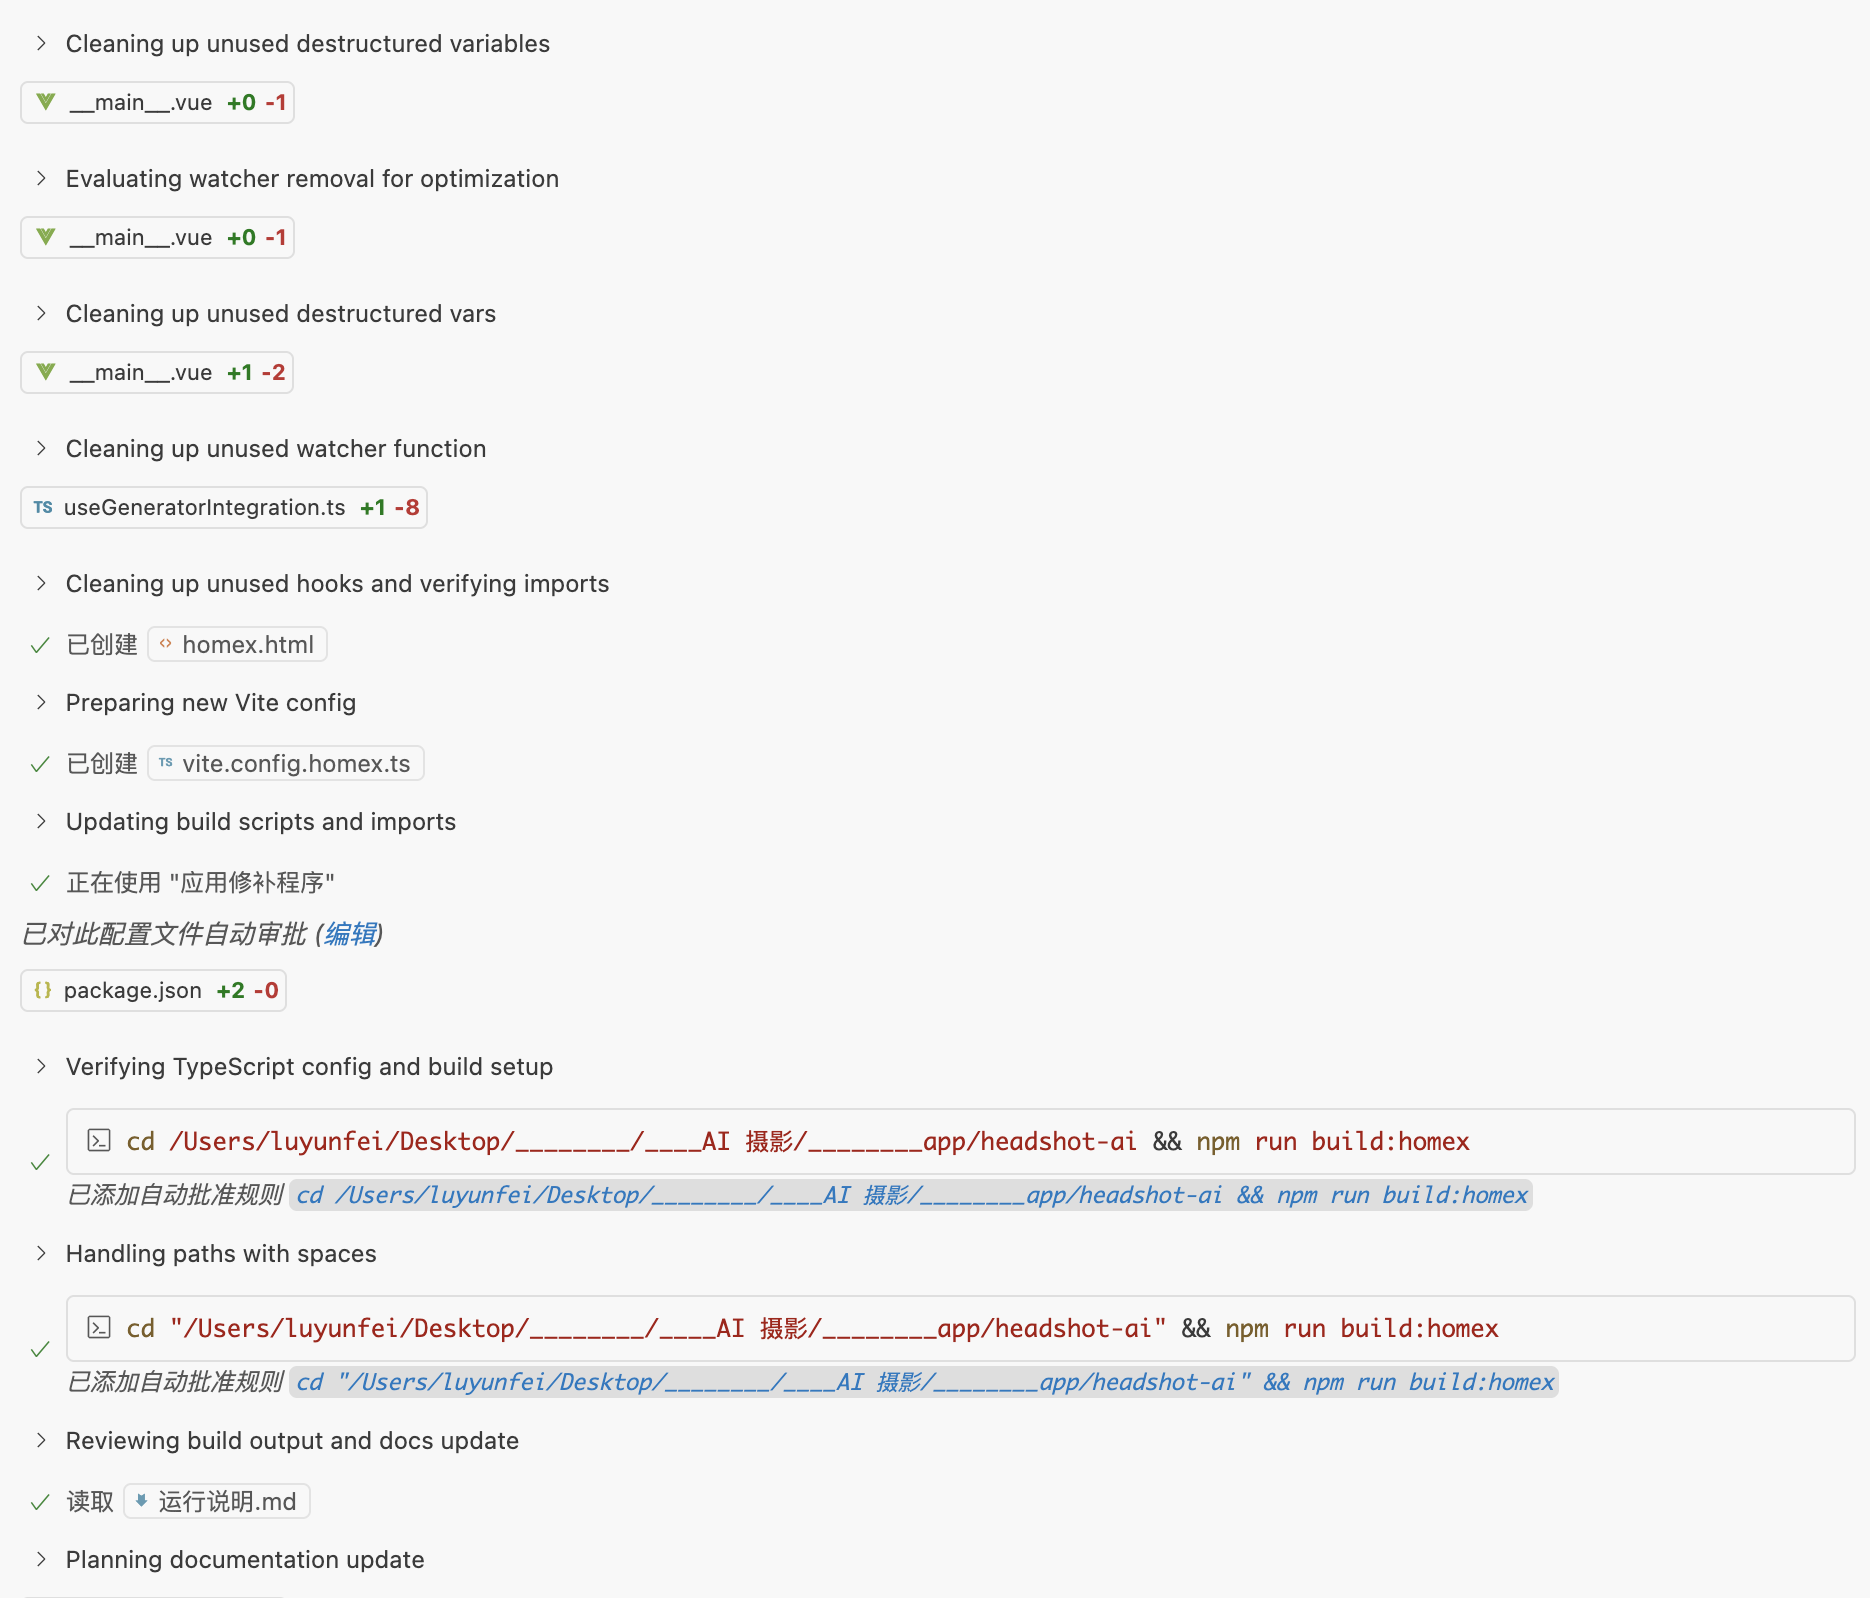 Cleaning up unused destructured variables
__main__.vue +0 -1
Evaluating watcher removal for optimization
__main__.vue +0 -1
Cleaning up unused destructured vars
__main__.vue +1 -2
Cleaning up unused watcher function
TS useGeneratorIntegration.ts +1 -8
Cleaning up unused hooks and verifying imports
已创建 <> homex.html
Preparing new Vite config
已创建 TS vite.config.homex.ts
Updating build scripts and imports
正在使用 "应用修补程序"
已对此配置文件自动审批 (编辑)
{} package.json +2 -0
Verifying TypeScript config and build setup
cd /Users/luyunfei/Desktop/________/____AI 摄影/________app/headshot-ai && npm run build:homex
已添加自动批准规则 cd /Users/luyunfei/Desktop/________/____AI 摄影/________app/headshot-ai && npm run build:homex
Handling paths with spaces
cd "/Users/luyunfei/Desktop/________/____AI 摄影/________app/headshot-ai" && npm run build:homex
已添加自动批准规则 cd "/Users/luyunfei/Desktop/________/____AI 摄影/________app/headshot-ai" && npm run build:homex
Reviewing build output and docs update
读取 运行说明.md
Planning documentation update